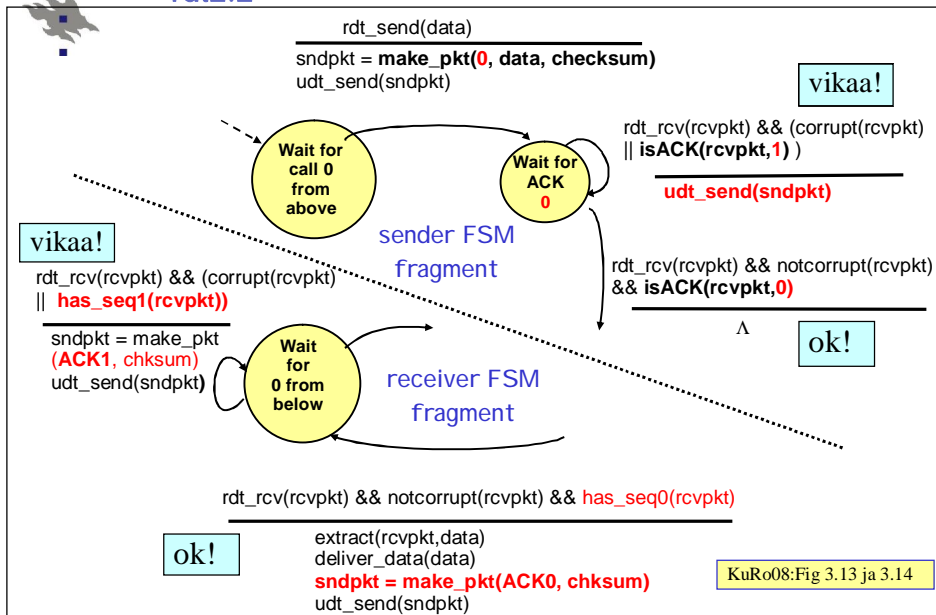 rdt_send(data)
sndpkt = make_pkt(0, data, checksum)
udt_send(sndpkt)
vikaa!
rdt_rcv(rcvpkt) && (corrupt(rcvpkt)
|| isACK(rcvpkt,1) )
udt_send(sndpkt)
Wait for
call 0
from
above
Wait for
ACK
0
sender FSM
fragment
rdt_rcv(rcvpkt) && notcorrupt(rcvpkt)
&& isACK(rcvpkt,0)
Λ
ok!
vikaa!
rdt_rcv(rcvpkt) && (corrupt(rcvpkt)
|| has_seq1(rcvpkt))
sndpkt = make_pkt
(ACK1, chksum)
udt_send(sndpkt)
Wait
for
0 from
below
receiver FSM
fragment
rdt_rcv(rcvpkt) && notcorrupt(rcvpkt) && has_seq0(rcvpkt)
ok!
extract(rcvpkt,data)
deliver_data(data)
sndpkt = make_pkt(ACK0, chksum)
udt_send(sndpkt)
KuRo08:Fig 3.13 ja 3.14